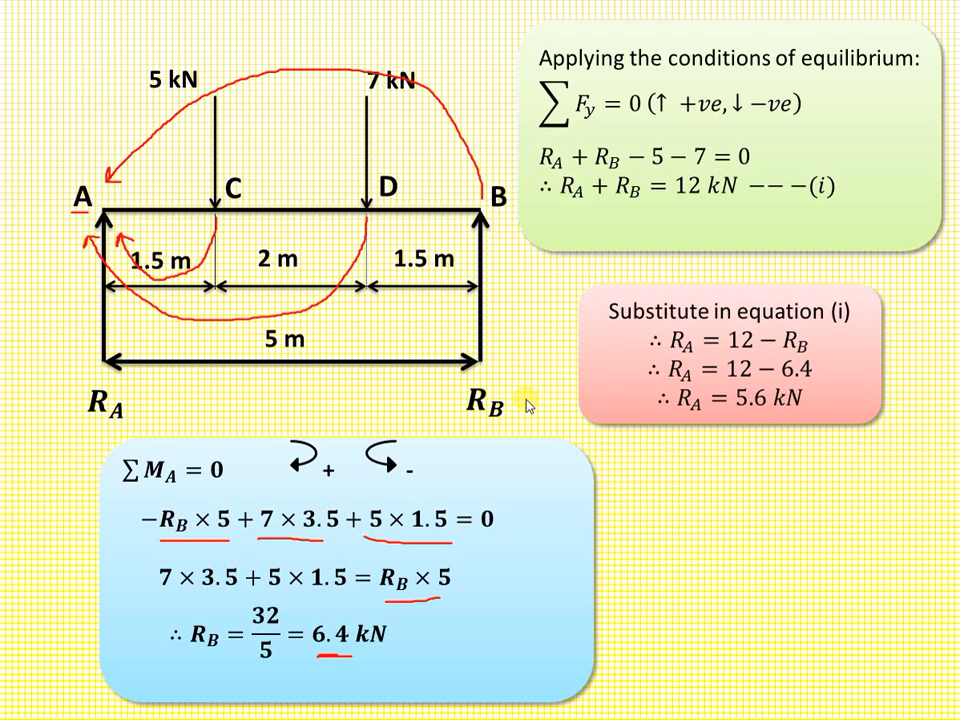 5 kN
7 kN
A
C
D
B
1.5 m
2 m
1.5 m
5 m
R_A
R_B
Applying the conditions of equilibrium:
∑ F_y = 0 (↑ +ve, ↓ −ve)
R_A + R_B − 5 − 7 = 0
∴ R_A + R_B = 12 kN −− −(i)
Substitute in equation (i)
∴ R_A = 12 − R_B
∴ R_A = 12 − 6.4
∴ R_A = 5.6 kN
∑ M_A = 0 + -
−R_B × 5 + 7 × 3.5 + 5 × 1.5 = 0
7 × 3.5 + 5 × 1.5 = R_B × 5
∴ R_B = 32/5 = 6.4 kN